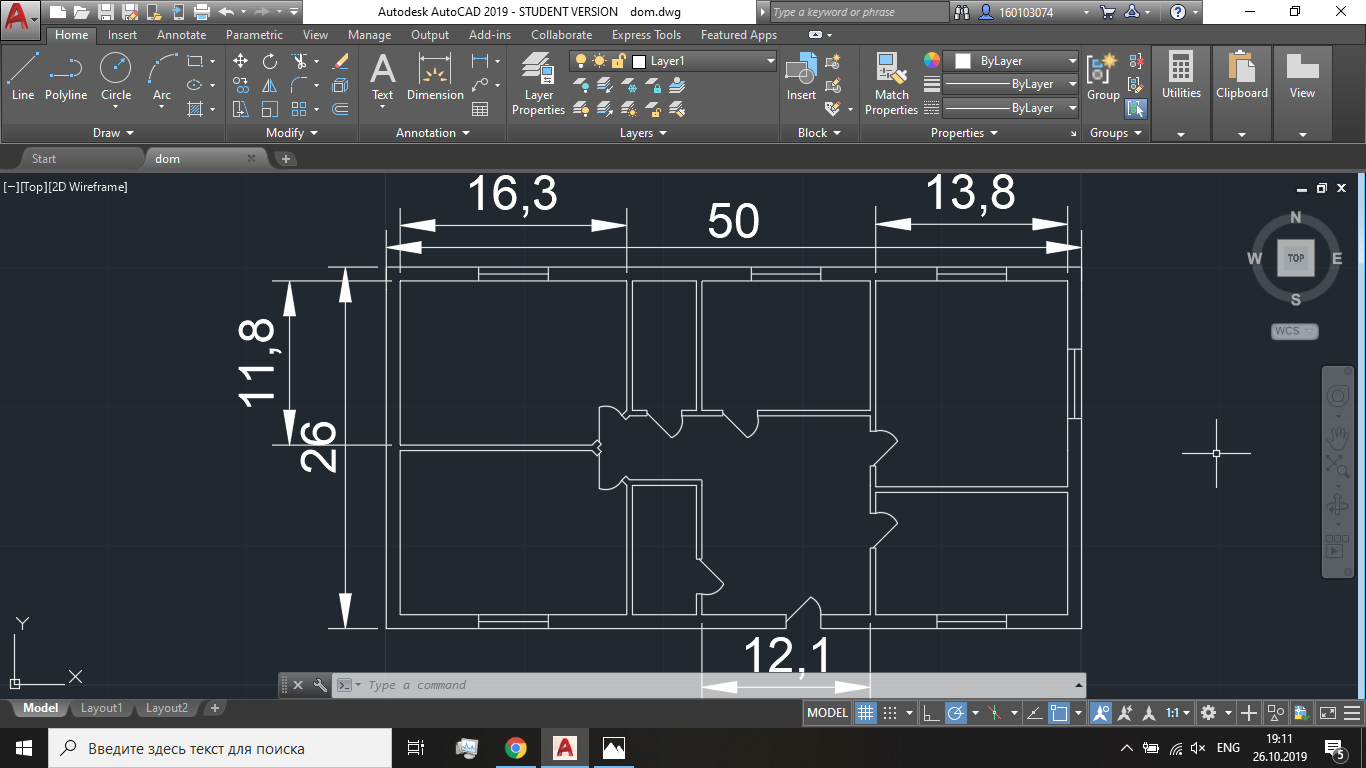 Autodesk AutoCAD 2019 - STUDENT VERSION dom.dwg
Type a keyword or phrase
160103074
Home Insert Annotate Parametric View Manage Output Add-ins Collaborate Express Tools Featured Apps
Line Polyline Circle Arc
Draw
Modify
Text Dimension
Annotation
Layer Properties
Layer1
Layers
Insert
Block
Match Properties
ByLayer
ByLayer
ByLayer
Properties
Group
Groups
Utilities
Clipboard
View
Start
dom
[−][Top][2D Wireframe]
16,3
13,8
50
11,8
26
12,1
N
W TOP E
S
WCS
Y
X
Type a command
Model Layout1 Layout2
MODEL
1:1
Введите здесь текст для поиска
ENG
19:11
26.10.2019
5